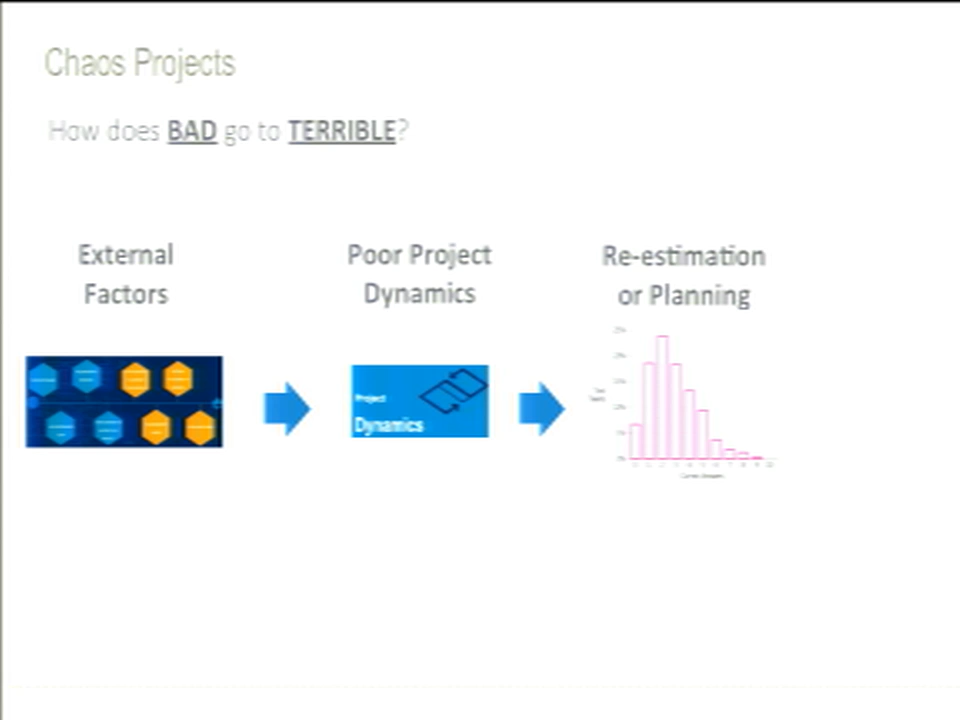 Chaos Projects
How does BAD go to TERRIBLE?
External
Factors
Poor Project
Dynamics
Re-estimation
or Planning
Project
Dynamics